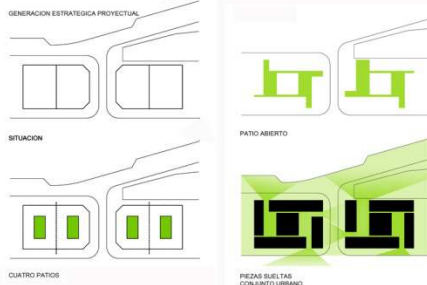 GENERACION ESTRATEGICA PROYECTUAL
SITUACION
CUATRO PATIOS
PATIO ABIERTO
PIEZAS SUELTAS
CONJUNTO URBANO